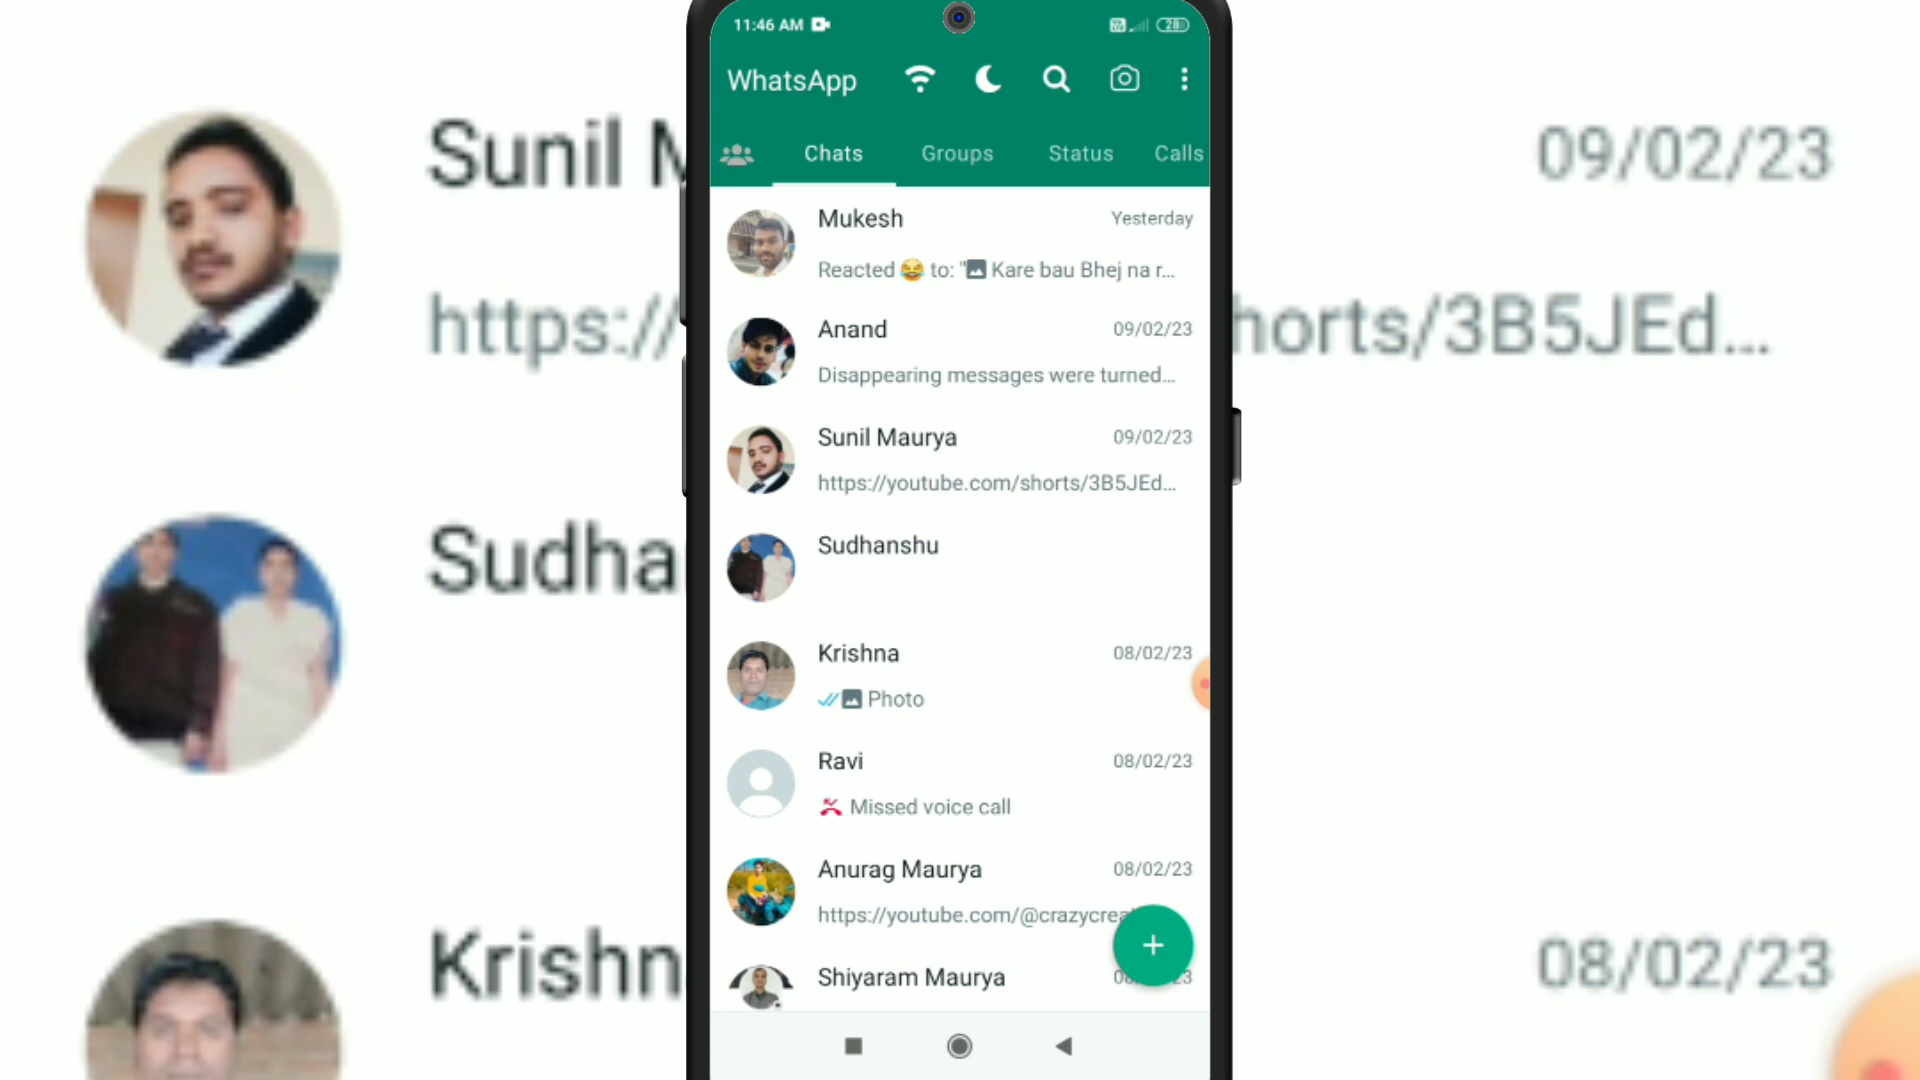 11:46 AM
28
WhatsApp
Chats Groups Status Calls
Mukesh Yesterday
Reacted 😂 to: "Kare bau Bhej na r...
Anand 09/02/23
Disappearing messages were turned...
Sunil Maurya 09/02/23
https://youtube.com/shorts/3B5JEd...
Sudhanshu
Krishna 08/02/23
Photo
Ravi 08/02/23
Missed voice call
Anurag Maurya 08/02/23
https://youtube.com/@crazycrea
Shiyaram Maurya
Sunil M 09/02/23
https:// horts/3B5JEd...
Sudha
Krishn 08/02/23